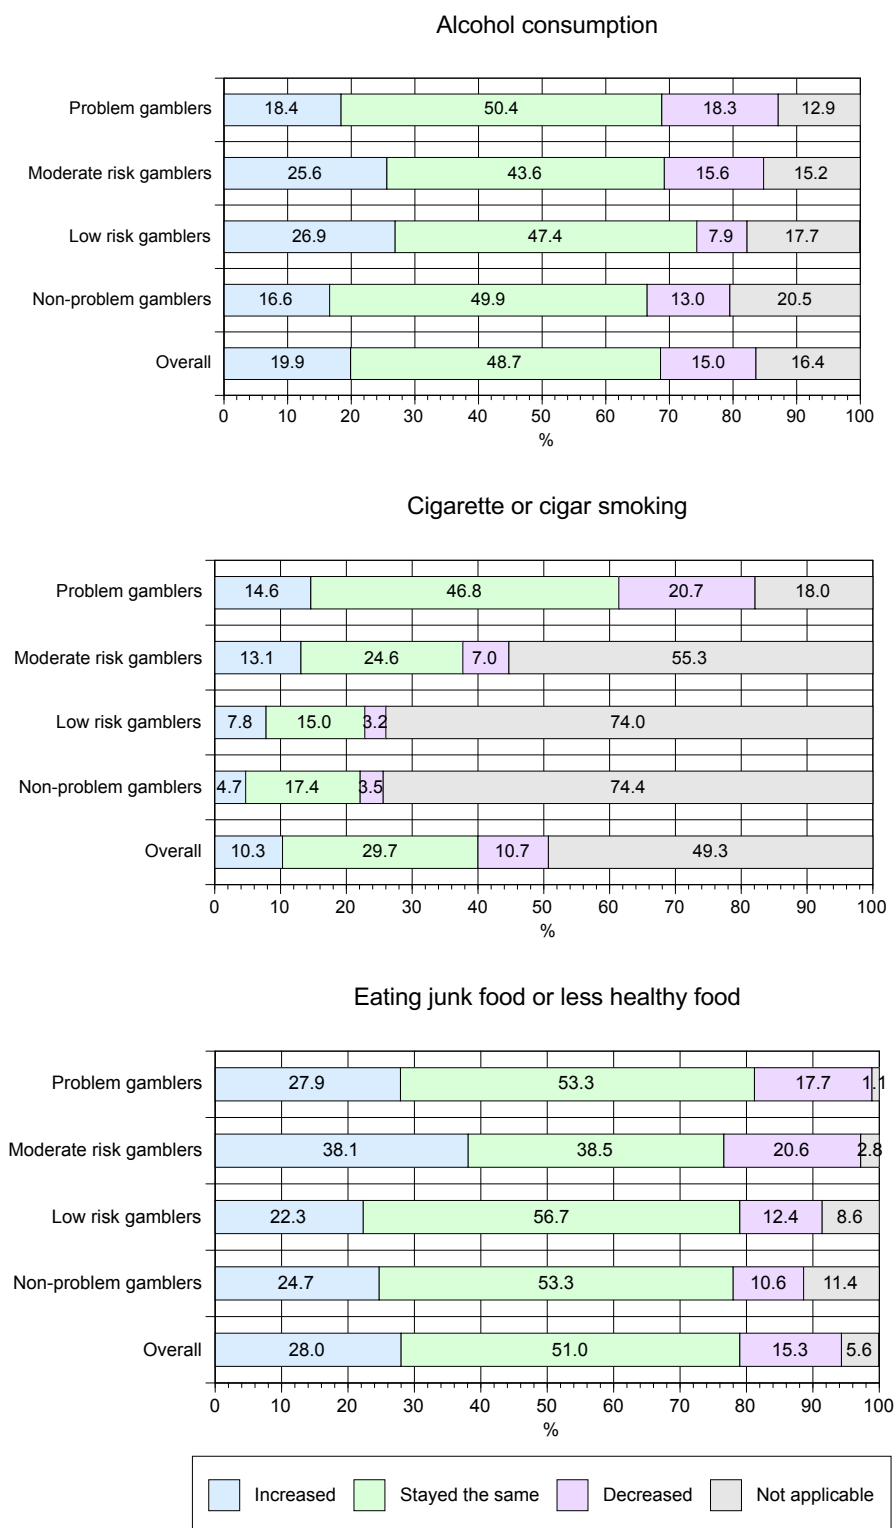 Alcohol consumption
Problem gamblers 18.4 50.4 18.3 12.9
Moderate risk gamblers 25.6 43.6 15.6 15.2
Low risk gamblers 26.9 47.4 7.9 17.7
Non-problem gamblers 16.6 49.9 13.0 20.5
Overall 19.9 48.7 15.0 16.4
0 10 20 30 40 50 60 70 80 90 100
%
Cigarette or cigar smoking
Problem gamblers 14.6 46.8 20.7 18.0
Moderate risk gamblers 13.1 24.6 7.0 55.3
Low risk gamblers 7.8 15.0 3.2 74.0
Non-problem gamblers 4.7 17.4 3.5 74.4
Overall 10.3 29.7 10.7 49.3
0 10 20 30 40 50 60 70 80 90 100
%
Eating junk food or less healthy food
Problem gamblers 27.9 53.3 17.7 1.1
Moderate risk gamblers 38.1 38.5 20.6 2.8
Low risk gamblers 22.3 56.7 12.4 8.6
Non-problem gamblers 24.7 53.3 10.6 11.4
Overall 28.0 51.0 15.3 5.6
0 10 20 30 40 50 60 70 80 90 100
%
Increased Stayed the same Decreased Not applicable